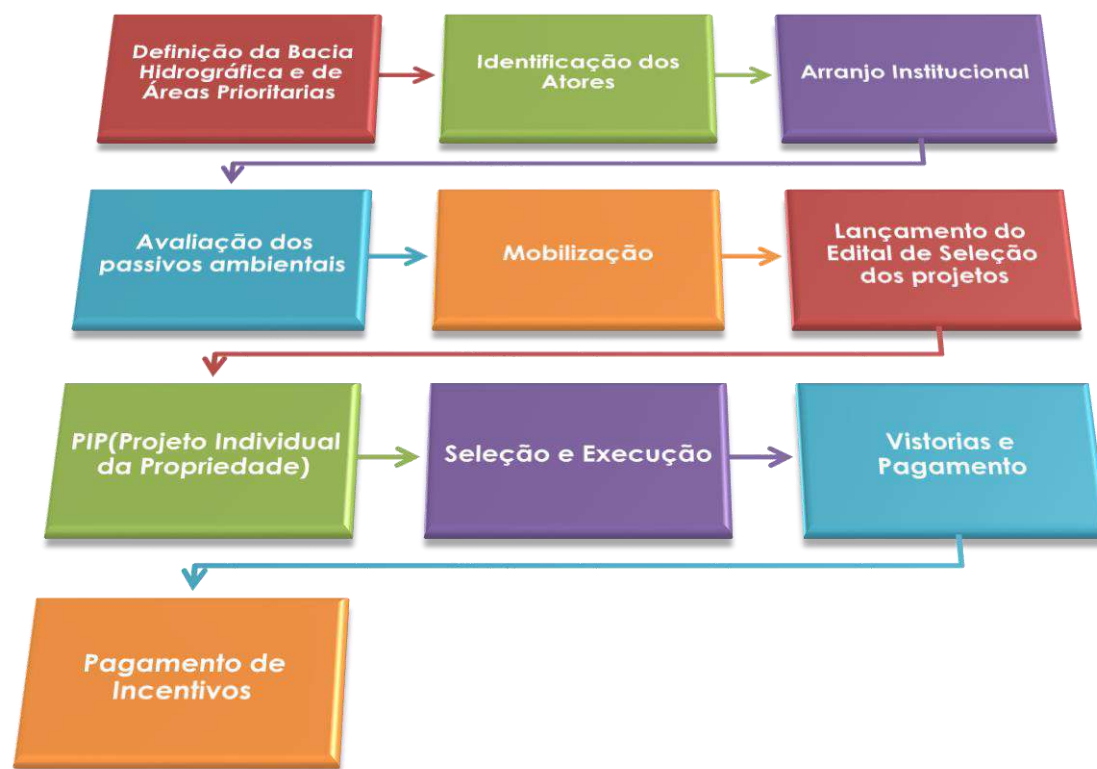 Definição da Bacia
Hidrográfica e de
Áreas Prioritarias
Identificação dos
Atores
Arranjo Institucional
Avaliação dos
passivos ambientais
Mobilização
Lançamento do
Edital de Seleção
dos projetos
PIP(Projeto Individual
da Propriedade)
Seleção e Execução
Vistorias e
Pagamento
Pagamento de
Incentivos